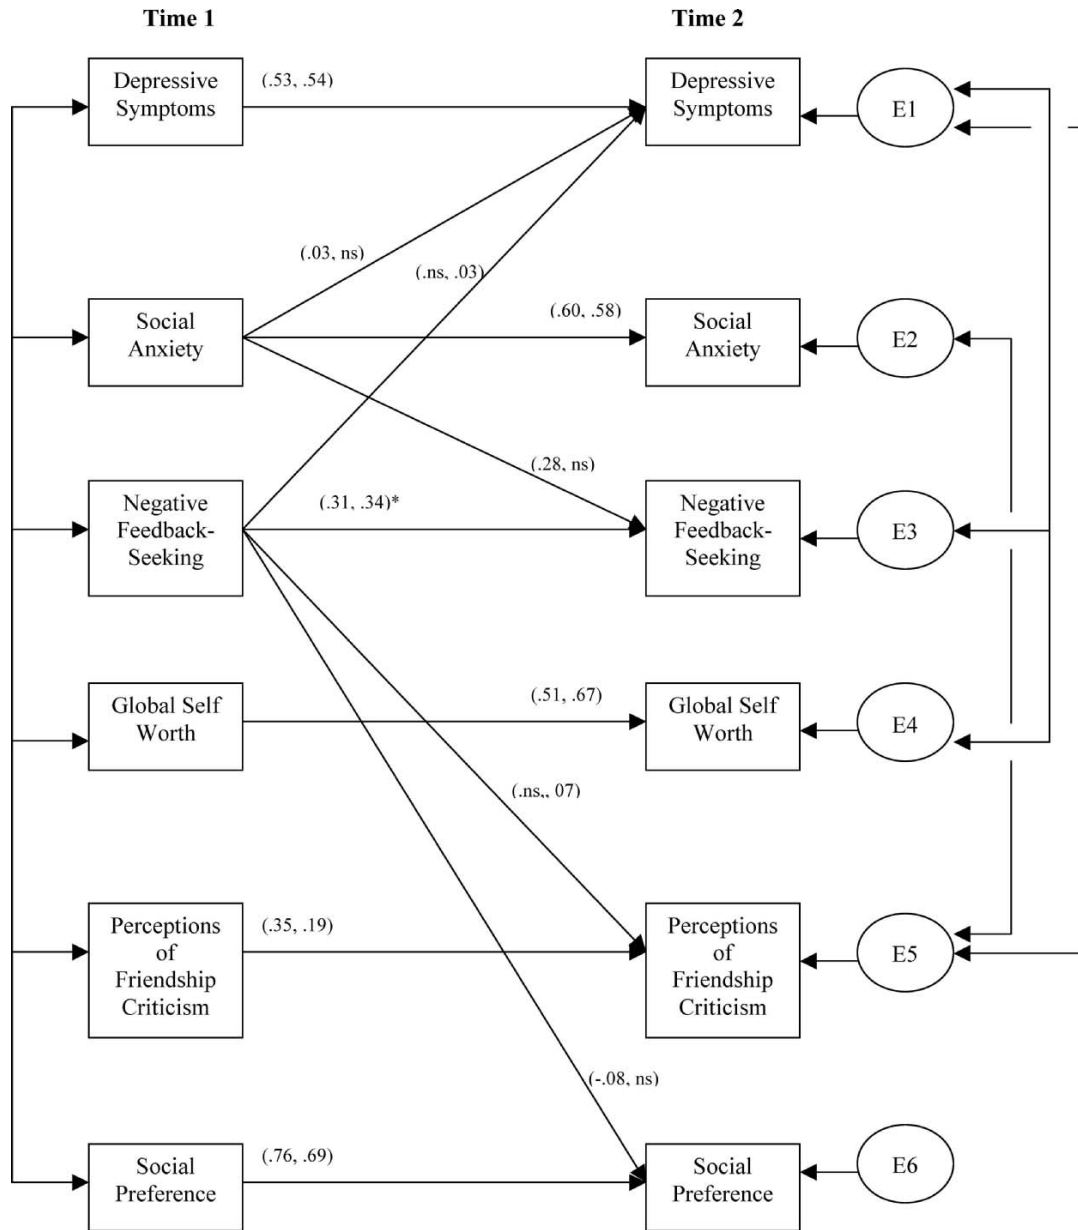 Time 1
Time 2
Depressive
Symptoms
(.53, .54)
Depressive
Symptoms
E1
(.03, ns)
(.ns, .03)
Social
Anxiety
(.60, .58)
Social
Anxiety
E2
(.28, ns)
Negative
Feedback-
Seeking
(.31, .34)*
Negative
Feedback-
Seeking
E3
Global Self
Worth
(.51, .67)
Global Self
Worth
E4
(.ns,, 07)
Perceptions
of
Friendship
Criticism
(.35, .19)
Perceptions
of
Friendship
Criticism
E5
(-.08, ns)
Social
Preference
(.76, .69)
Social
Preference
E6